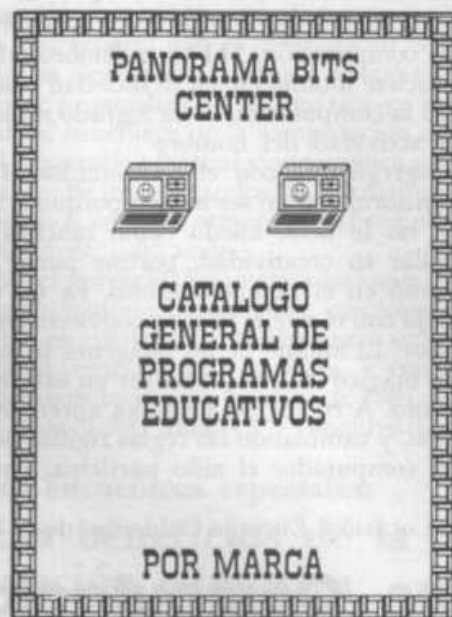 PANORAMA BITS
CENTER
CATALOGO
GENERAL DE
PROGRAMAS
EDUCATIVOS
POR MARCA